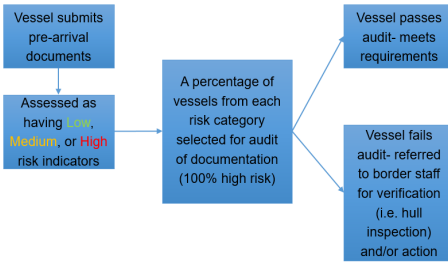 Vessel submits
pre-arrival
documents
Assessed as
having Low,
Medium, or High
risk indicators
A percentage of
vessels from each
risk category
selected for audit
of documentation
(100% high risk)
Vessel passes
audit- meets
requirements
Vessel fails
audit- referred
to border staff
for verification
(i.e. hull
inspection)
and/or action